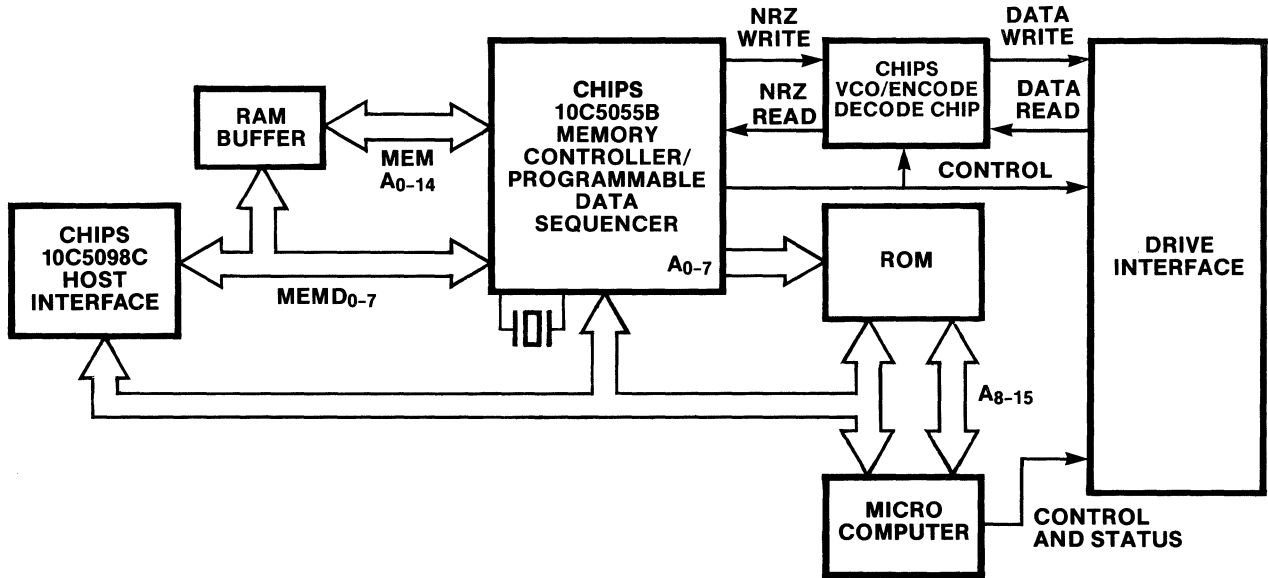 NRZ
WRITE
DATA
WRITE
CHIPS
10C5055B
MEMORY
CONTROLLER/
PROGRAMMABLE
DATA
SEQUENCER
A0-7
CHIPS
VCO/ENCODE
DECODE CHIP
NRZ
READ
DATA
READ
RAM
BUFFER
MEM
A0-14
CONTROL
CHIPS
10C5098C
HOST
INTERFACE
MEMD0-7
ROM
DRIVE
INTERFACE
A8-15
MICRO
COMPUTER
CONTROL
AND STATUS